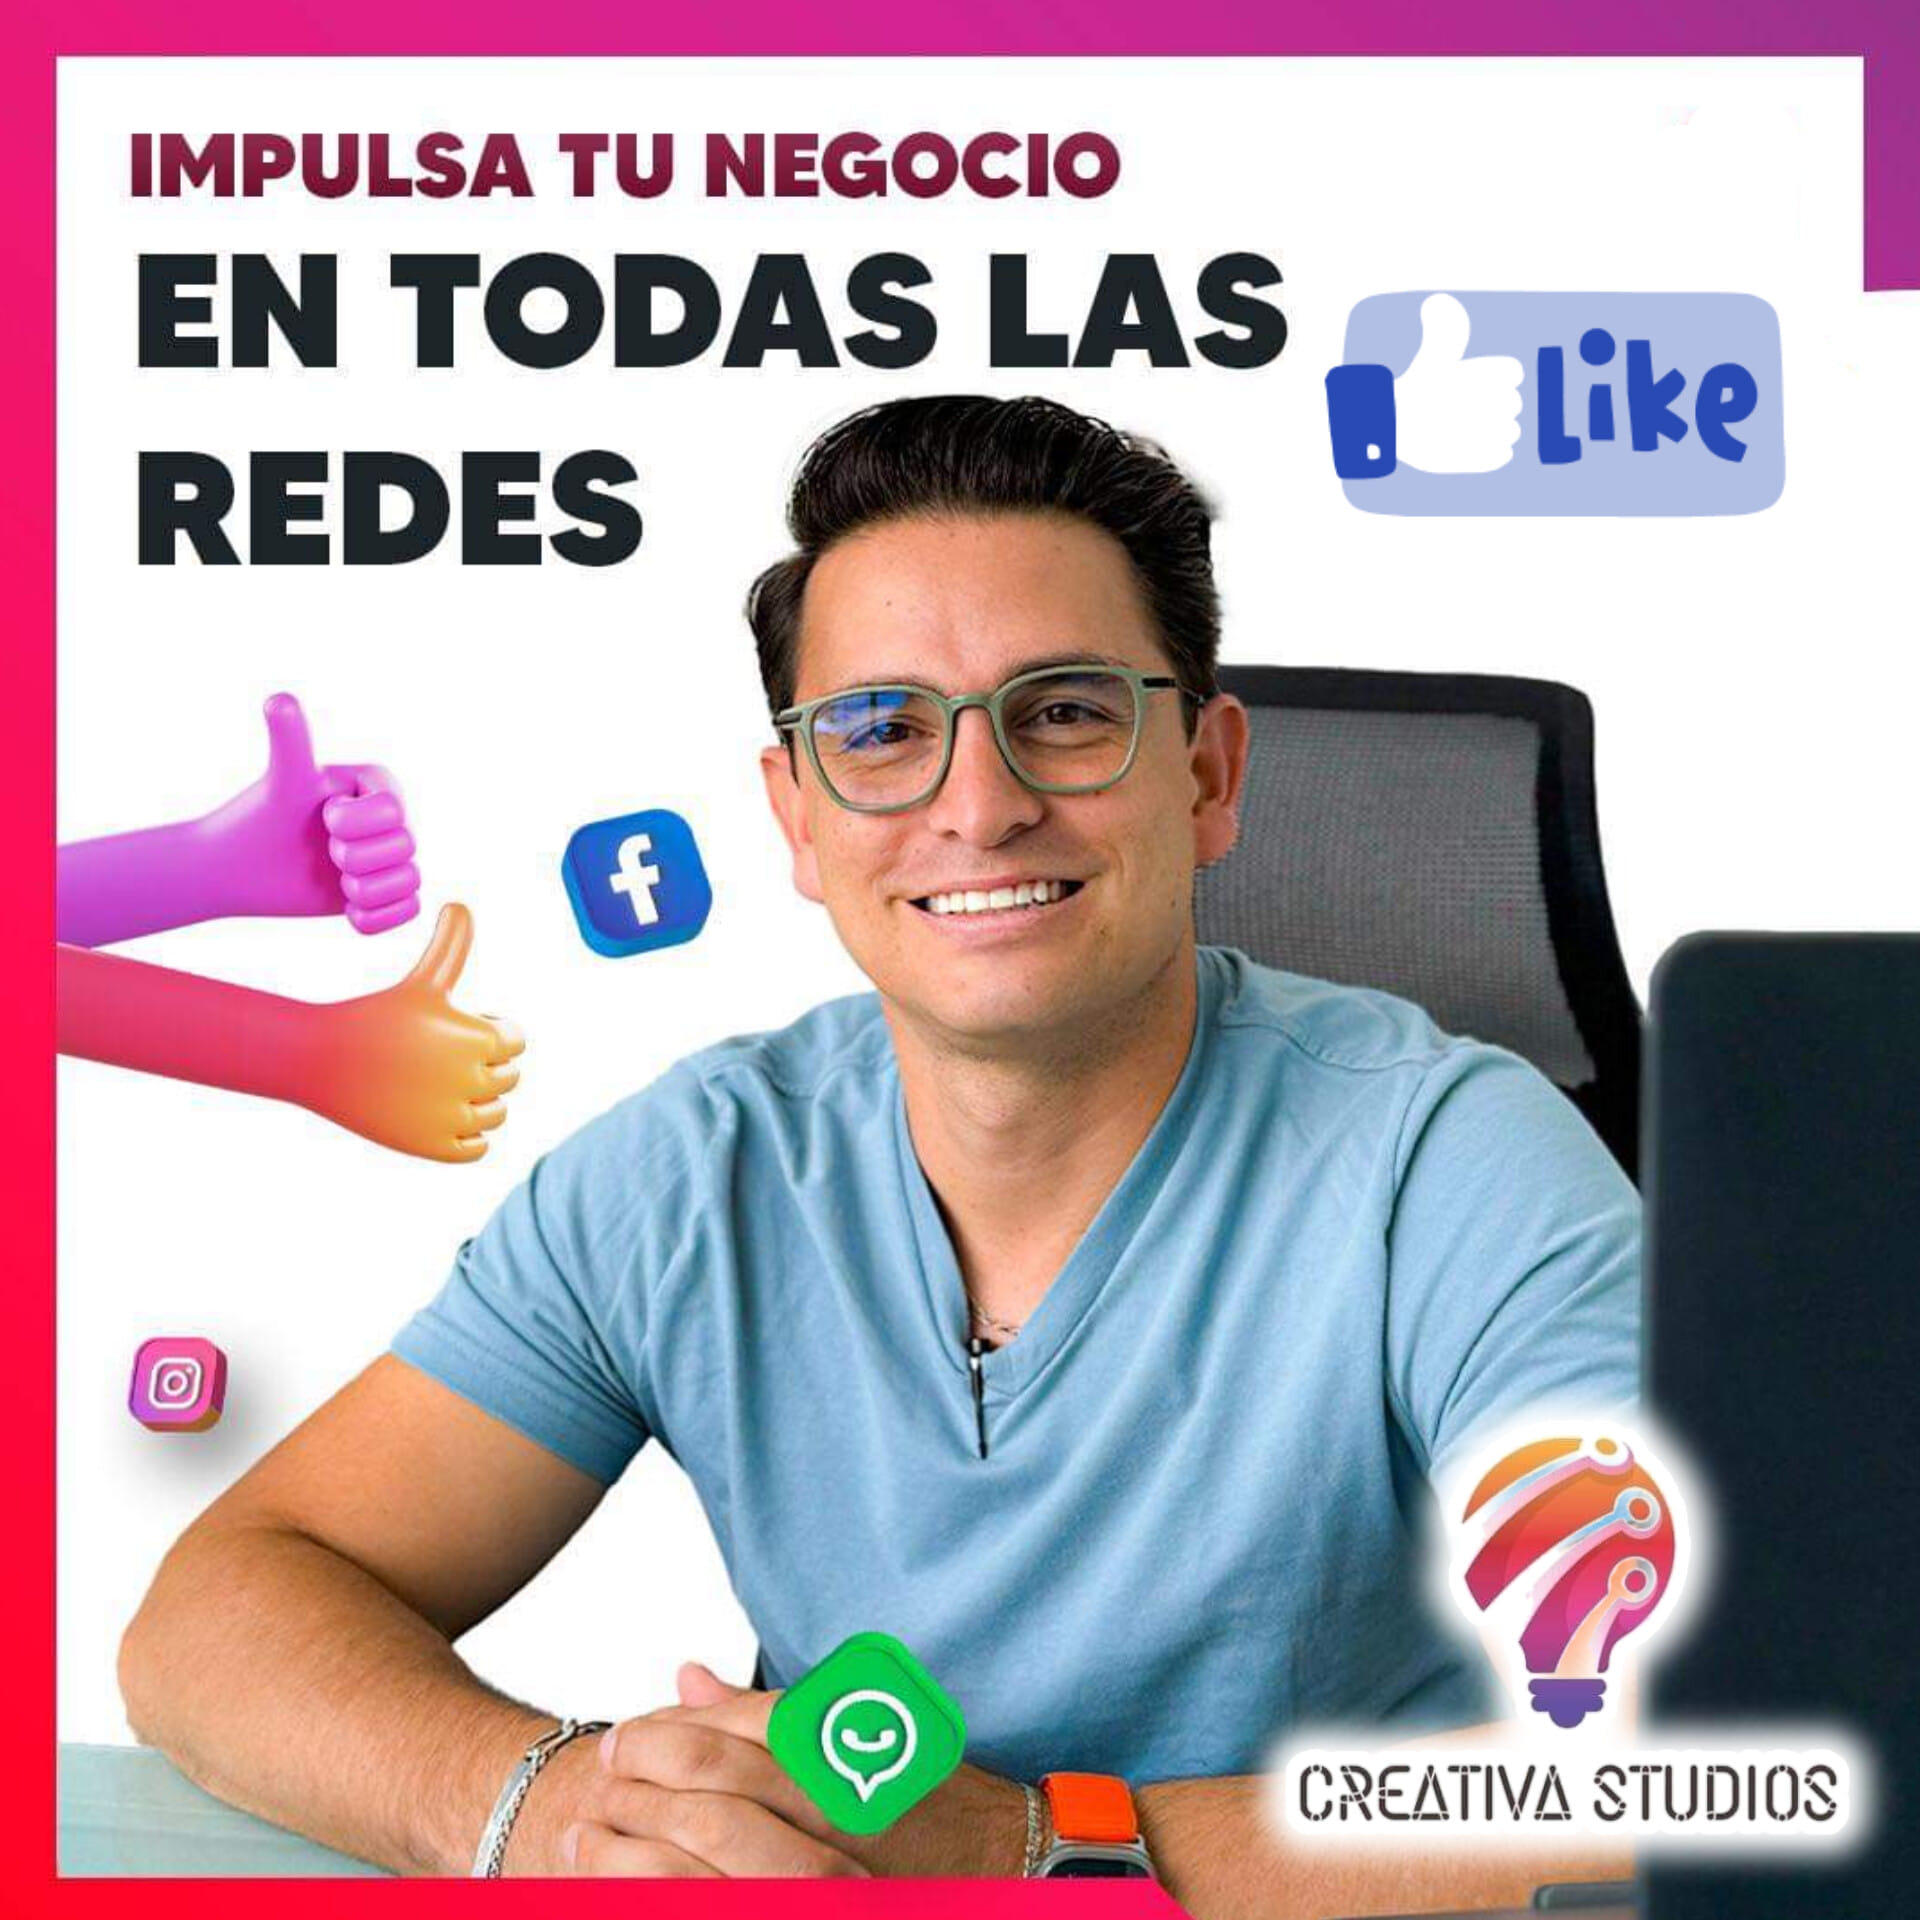 IMPULSA TU NEGOCIO
EN TODAS LAS
REDES
Like
f
CREATIVA STUDIOS